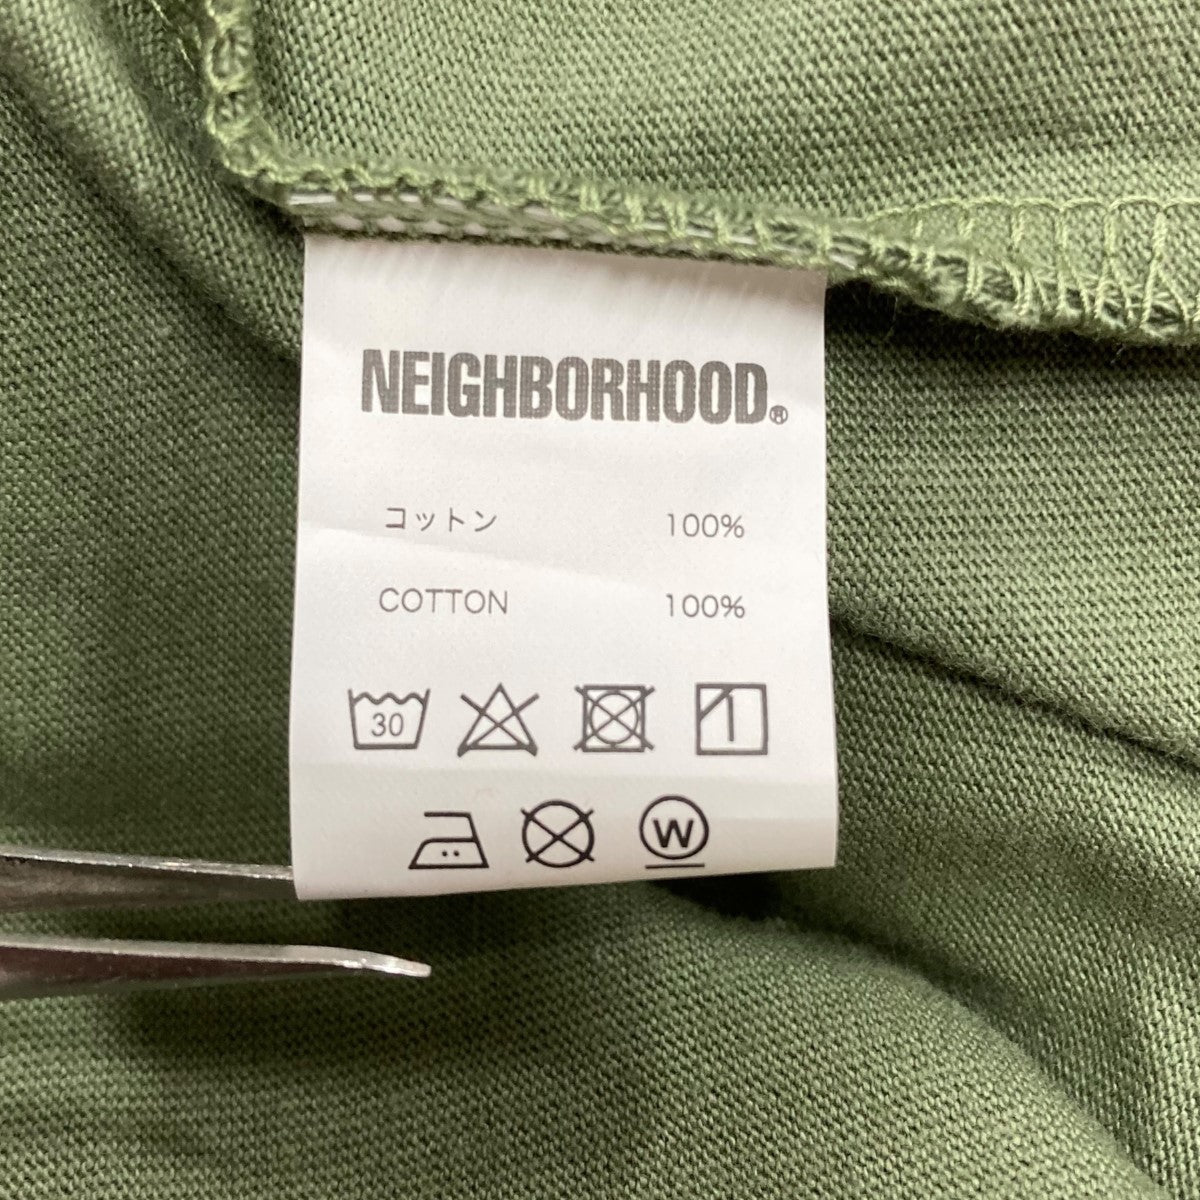 NEIGHBORHOOD®
コットン 100%
COTTON 100%
30
W